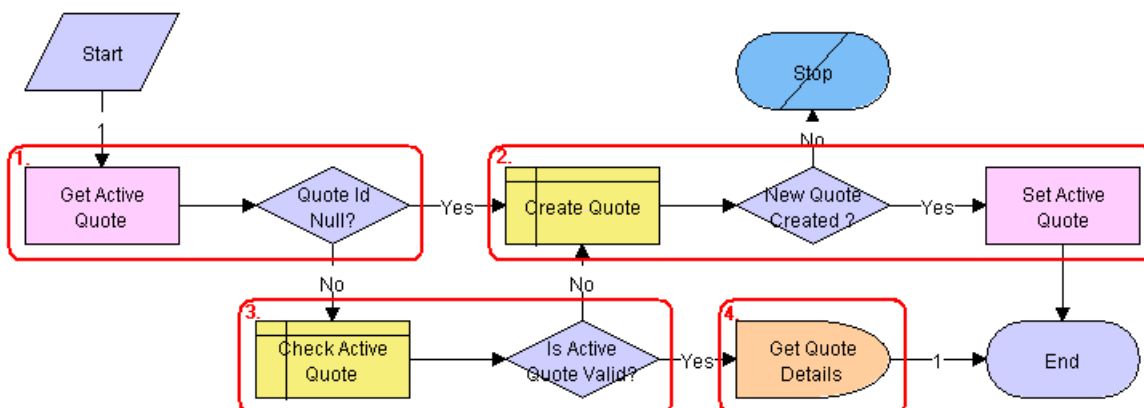 Start
Stop
1
No
1.
2.
Get Active
Quote
Quote Id
Null?
Yes
Create Quote
New Quote
Created ?
Yes
Set Active
Quote
No
No
3.
4.
Check Active
Quote
Is Active
Quote Valid?
Yes
Get Quote
Details
1
End